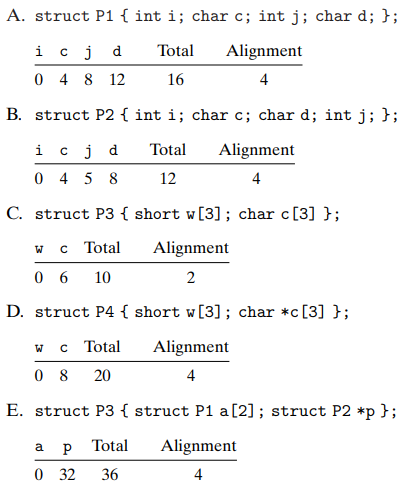 A. struct P1 { int i; char c; int j; char d; };
i c j d Total Alignment
0 4 8 12 16 4
B. struct P2 { int i; char c; char d; int j; };
i c j d Total Alignment
0 4 5 8 12 4
C. struct P3 { short w[3]; char c[3] };
w c Total Alignment
0 6 10 2
D. struct P4 { short w[3]; char *c[3] };
w c Total Alignment
0 8 20 4
E. struct P3 { struct P1 a[2]; struct P2 *p };
a p Total Alignment
0 32 36 4